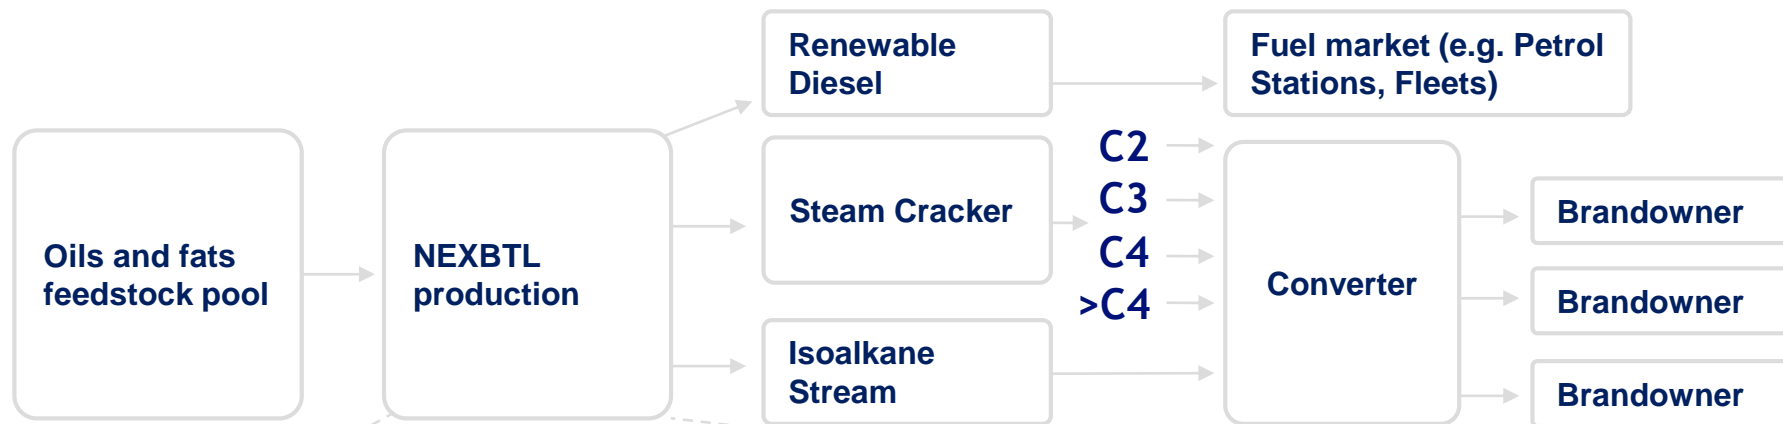 Oils and fats
feedstock pool
NEXBTL
production
Renewable
Diesel
Steam Cracker
Isoalkane
Stream
C2
C3
C4
>C4
Fuel market (e.g. Petrol
Stations, Fleets)
Converter
Brandowner
Brandowner
Brandowner